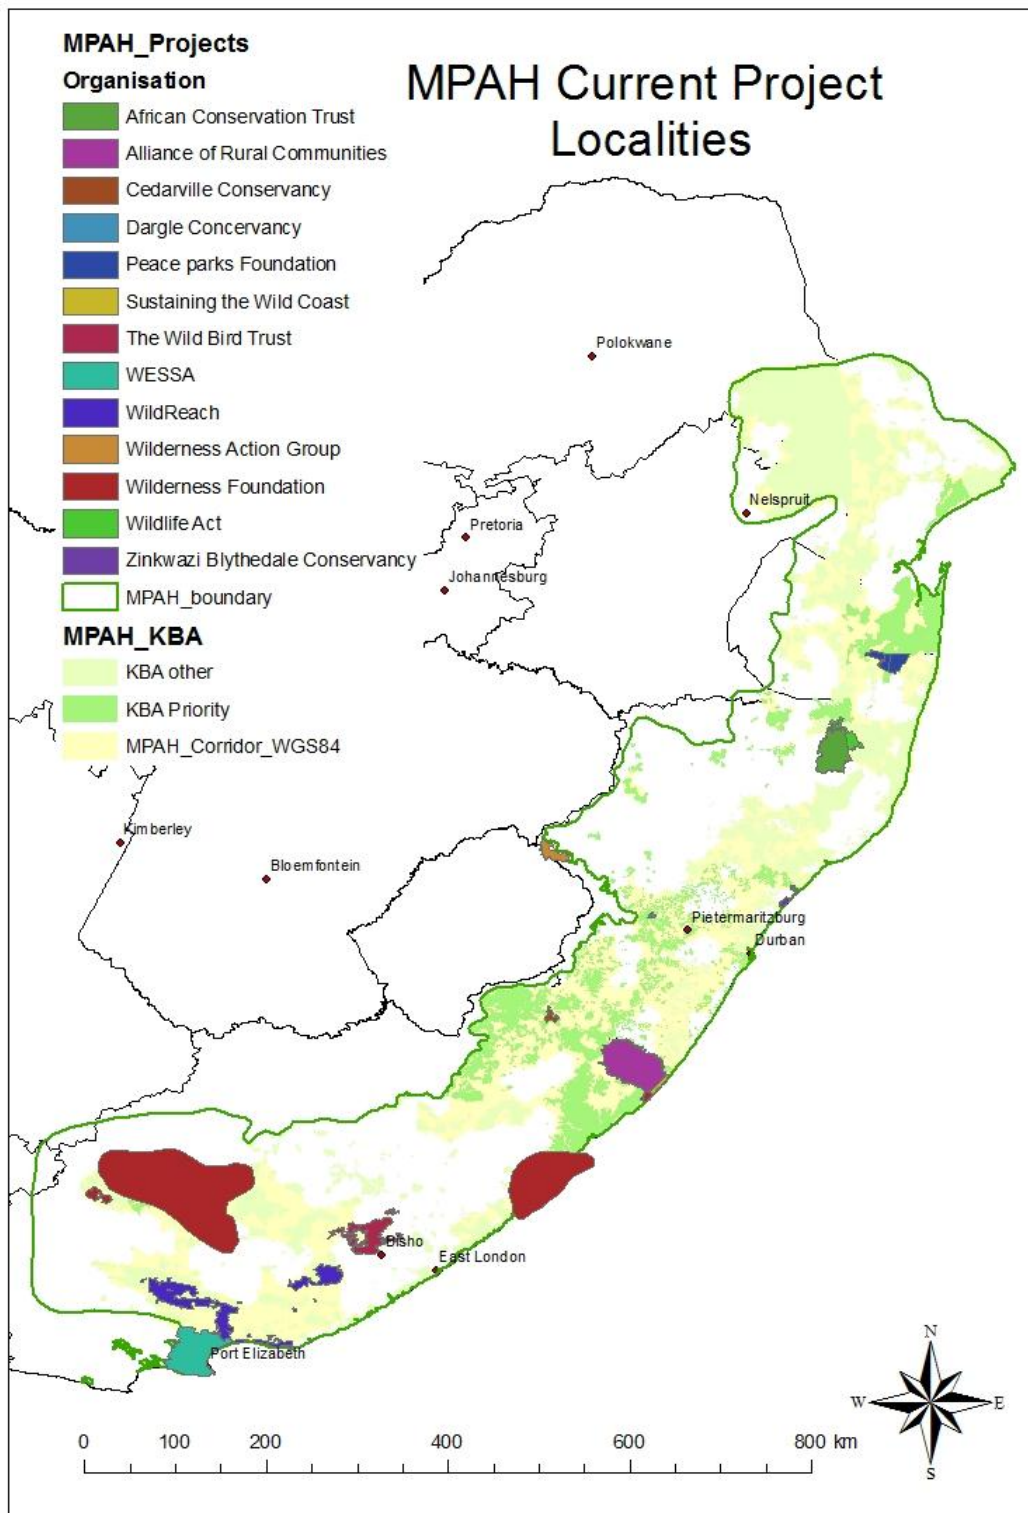 MPAH_Projects
Organisation
African Conservation Trust
Alliance of Rural Communities
Cedarville Conservancy
Dargle Concervancy
Peace parks Foundation
Sustaining the Wild Coast
The Wild Bird Trust
WESSA
WildReach
Wilderness Action Group
Wilderness Foundation
Wildlife Act
Zinkwazi Blythedale Conservancy
MPAH_boundary
MPAH_KBA
KBA other
KBA Priority
MPAH_Corridor_WGS84
MPAH Current Project
Localities
Polokwane
Nelspruit
Pretoria
Johannesburg
Kimberley
Bloemfontein
Pietermaritzburg
Durban
Bisho
East London
Port Elizabeth
N
W E
S
0 100 200 400 600 800 km